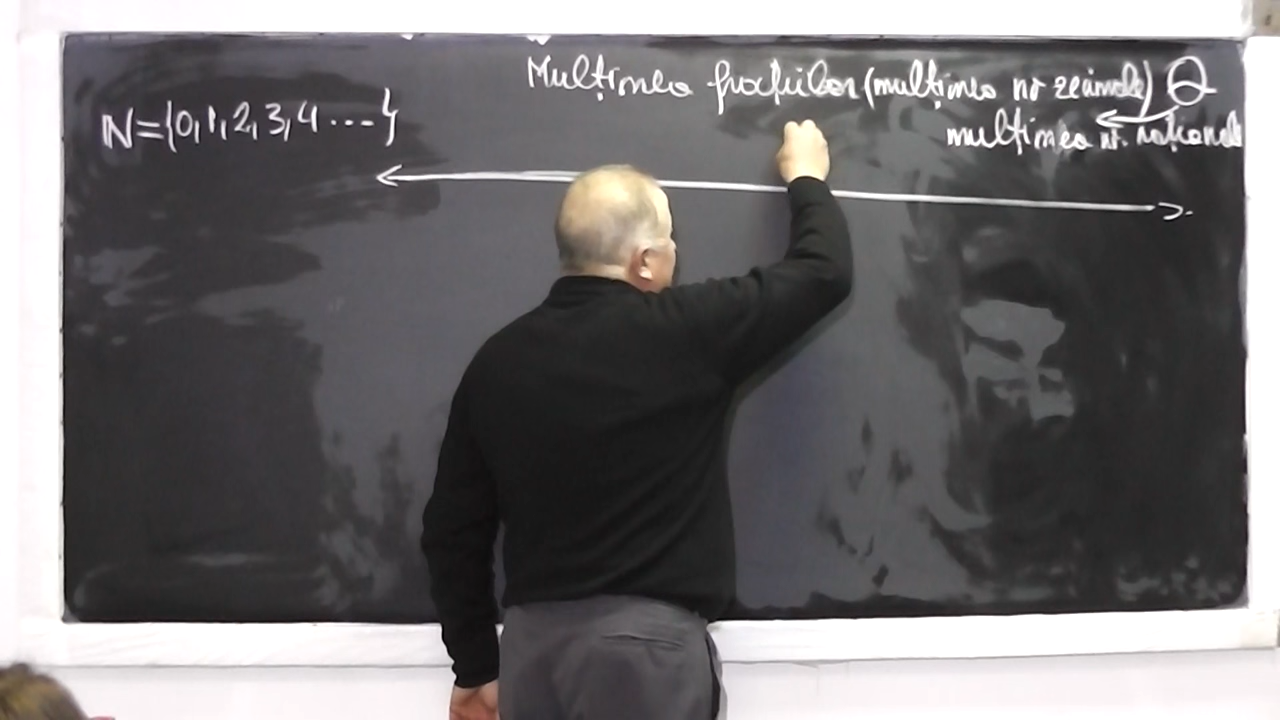 Mulțimea fracțiilor (mulțimea nr zecimale) Q
N={0,1,2,3,4...}
mulțimea nr. raționale